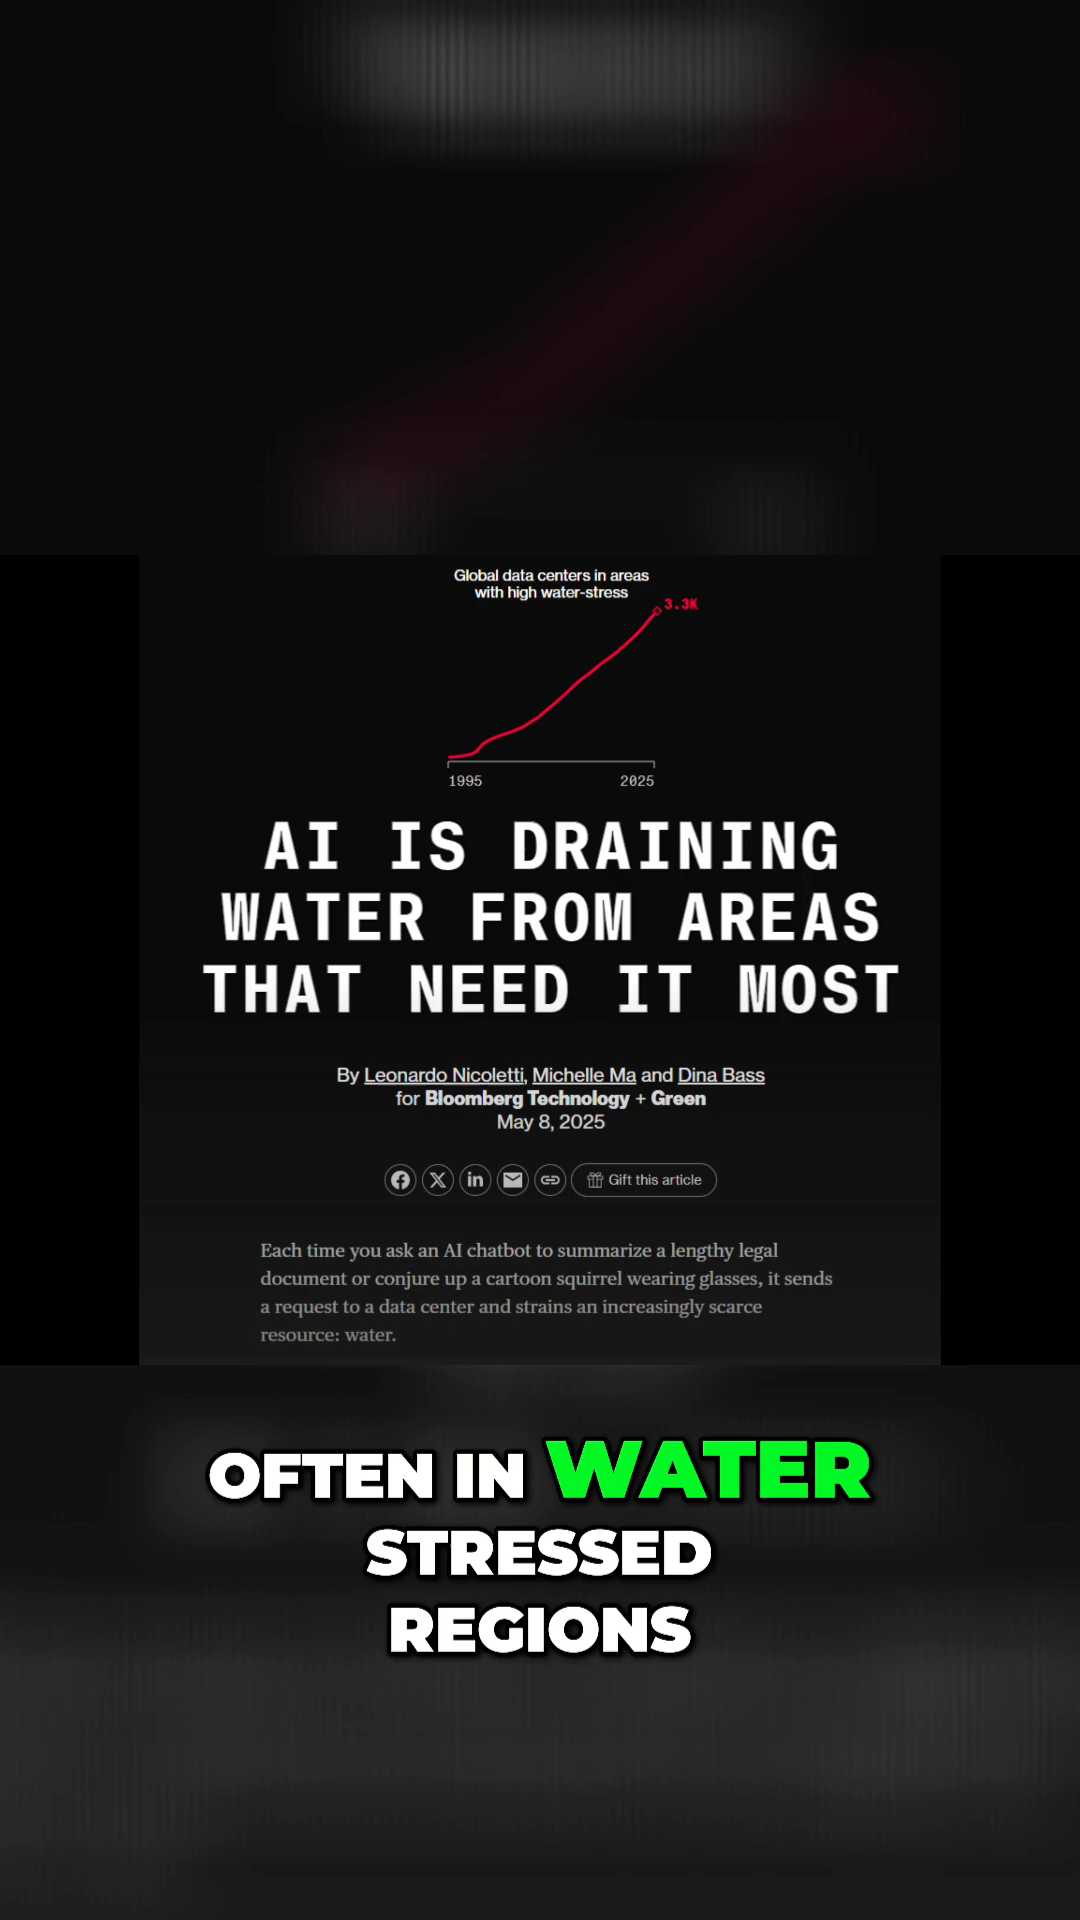 Global data centers in areas
with high water-stress
3.3K
1995 2025
AI IS DRAINING
WATER FROM AREAS
THAT NEED IT MOST
By Leonardo Nicoletti, Michelle Ma and Dina Bass
for Bloomberg Technology + Green
May 8, 2025
Gift this article
Each time you ask an AI chatbot to summarize a lengthy legal
document or conjure up a cartoon squirrel wearing glasses, it sends
a request to a data center and strains an increasingly scarce
resource: water.
OFTEN IN WATER
STRESSED
REGIONS